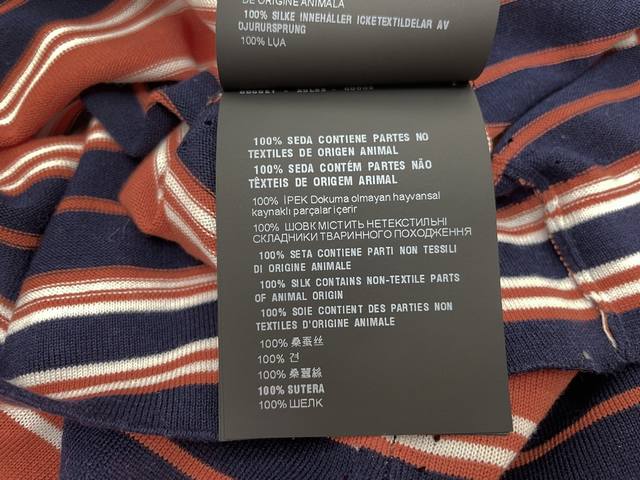 DE ORIGINE ANIMALA
100% SILKE INNEHÅLLER ICKETEXTILDELAR AV
DJURURSPRUNG
100% LỤA
100% SEDA CONTIENE PARTES NO
TEXTILES DE ORIGEN ANIMAL
100% SEDA CONTÉM PARTES NÃO
TÊXTEIS DE ORIGEM ARIMAL
100% İPEK Dokuma olmayan hayvansal
kaynaklı parçalar içerir
100% ШОВК МІСТИТЬ НЕТЕКСТИЛЬНІ
СКЛАДНИКИ ТВАРИННОГО ПОХОДЖЕННЯ
100% SETA CONTIENE PARTI NON TESSILI
DI ORIGINE ANIMALE
100% SILK CONTAINS NON-TEXTILE PARTS
OF ANIMAL ORIGIN
100% SOIE CONTIENT DES PARTIES NON
TEXTILES D'ORIGINE ANIMALE
100% 桑蚕丝
100% 견
100% 桑蠶絲
100% SUTERA
100% ШЕЛК